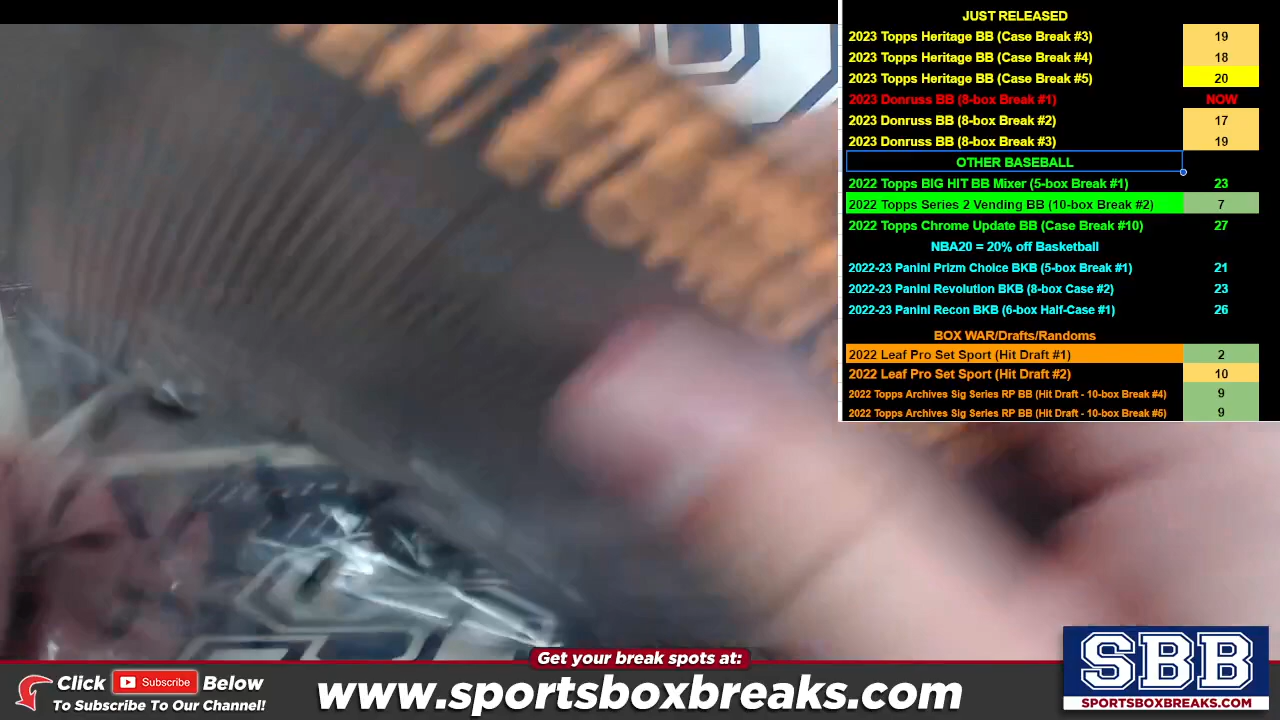 JUST RELEASED
2023 Topps Heritage BB (Case Break #3) 19
2023 Topps Heritage BB (Case Break #4) 18
2023 Topps Heritage BB (Case Break #5) 20
2023 Donruss BB (8-box Break #1) NOW
2023 Donruss BB (8-box Break #2) 17
2023 Donruss BB (8-box Break #3) 19
OTHER BASEBALL
2022 Topps BIG HIT BB Mixer (5-box Break #1) 23
2022 Topps Series 2 Vending BB (10-box Break #2) 7
2022 Topps Chrome Update BB (Case Break #10) 27
NBA20 = 20% off Basketball
2022-23 Panini Prizm Choice BKB (5-box Break #1) 21
2022-23 Panini Revolution BKB (8-box Case #2) 23
2022-23 Panini Recon BKB (6-box Half-Case #1) 26
BOX WAR/Drafts/Randoms
2022 Leaf Pro Set Sport (Hit Draft #1) 2
2022 Leaf Pro Set Sport (Hit Draft #2) 10
2022 Topps Archives Sig Series RP BB (Hit Draft - 10-box Break #4) 9
2022 Topps Archives Sig Series RP BB (Hit Draft - 10-box Break #5) 9
Get your break spots at:
Click Subscribe Below
To Subscribe To Our Channel!
www.sportsboxbreaks.com
SBB
SPORTSBOXBREAKS.COM